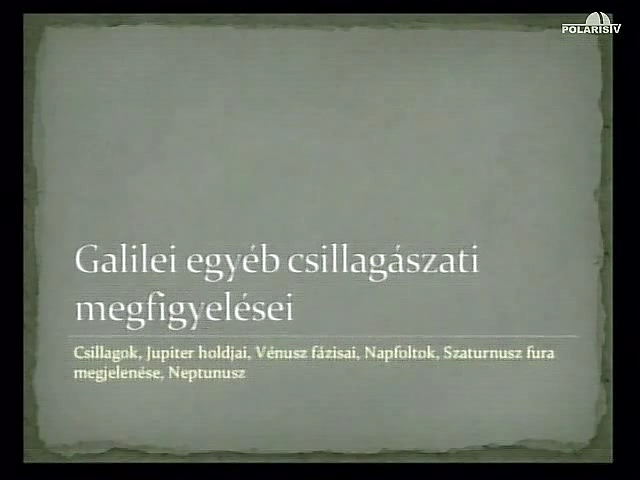 POLARISIV
Galilei egyéb csillagászati
megfigyelései
Csillagok, Jupiter holdjai, Vénusz fázisai, Napfoltok, Szaturnusz fura
megjelenése, Neptunusz